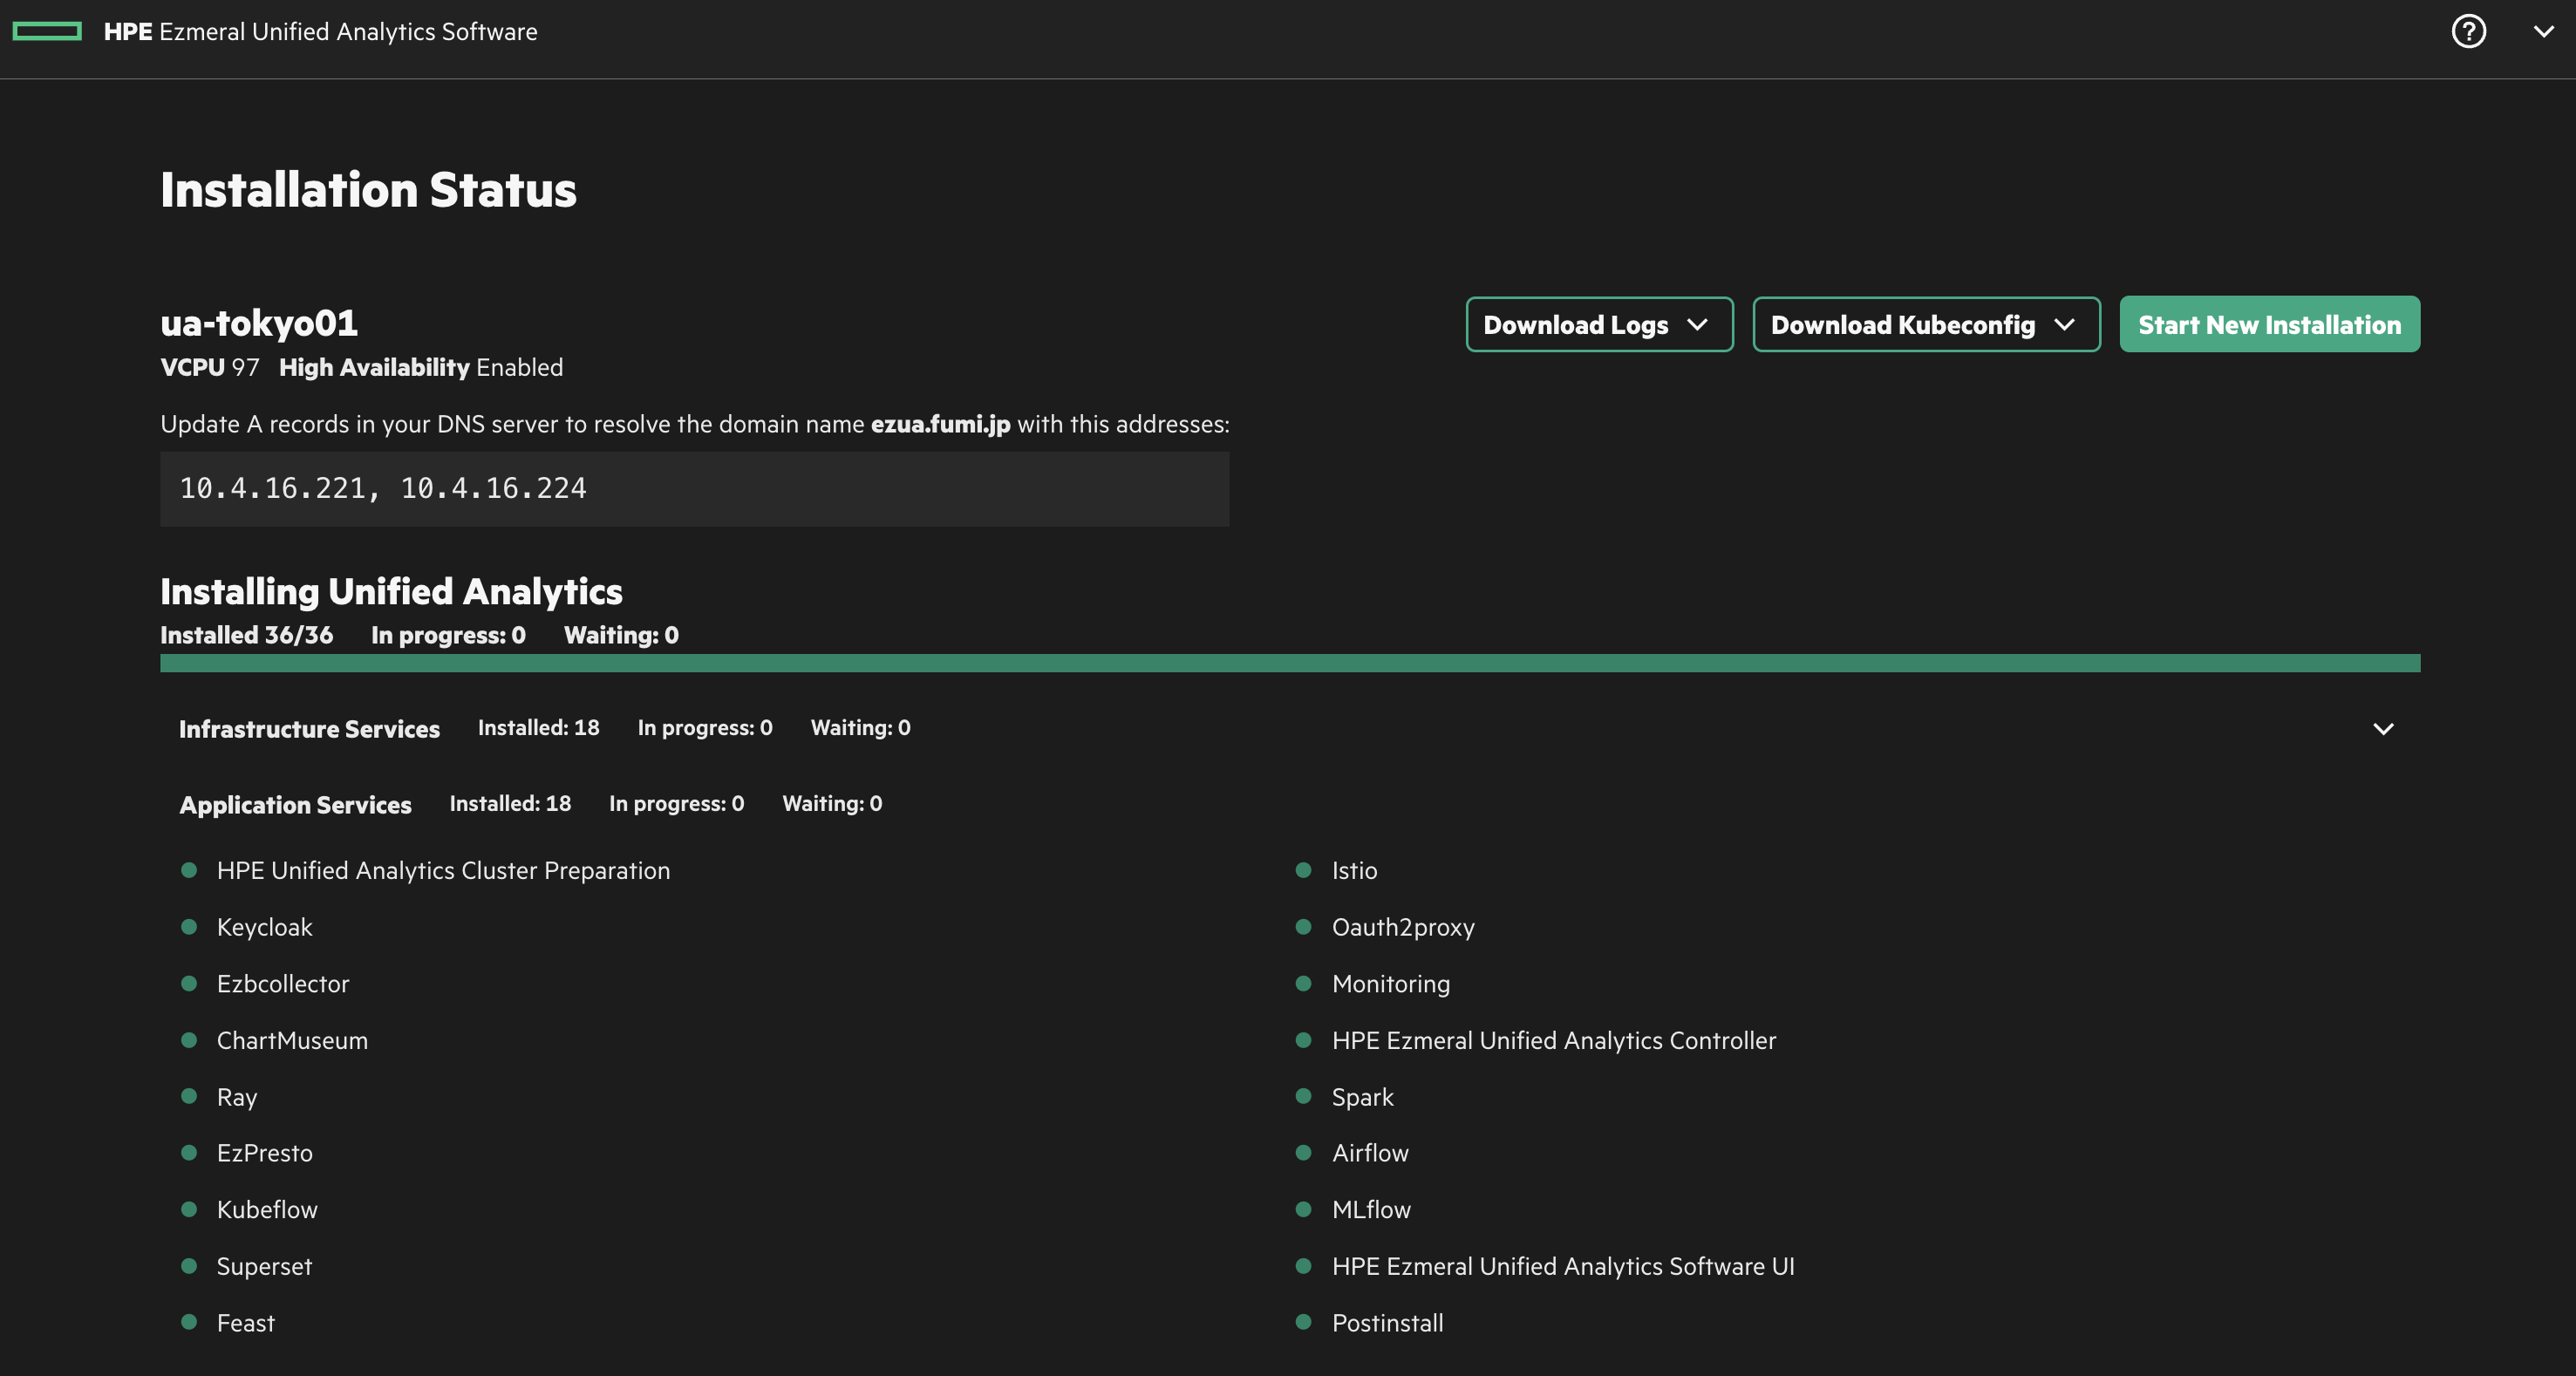 HPE Ezmeral Unified Analytics Software
?
Installation Status
ua-tokyo01
Download Logs
Download Kubeconfig
Start New Installation
VCPU 97 High Availability Enabled
Update A records in your DNS server to resolve the domain name ezua.fumi.jp with this addresses:
10.4.16.221, 10.4.16.224
Installing Unified Analytics
Installed 36/36 In progress: 0 Waiting: 0
Infrastructure Services Installed: 18 In progress: 0 Waiting: 0
Application Services Installed: 18 In progress: 0 Waiting: 0
HPE Unified Analytics Cluster Preparation
Istio
Keycloak
Oauth2proxy
Ezbcollector
Monitoring
ChartMuseum
HPE Ezmeral Unified Analytics Controller
Ray
Spark
EzPresto
Airflow
Kubeflow
MLflow
Superset
HPE Ezmeral Unified Analytics Software UI
Feast
Postinstall